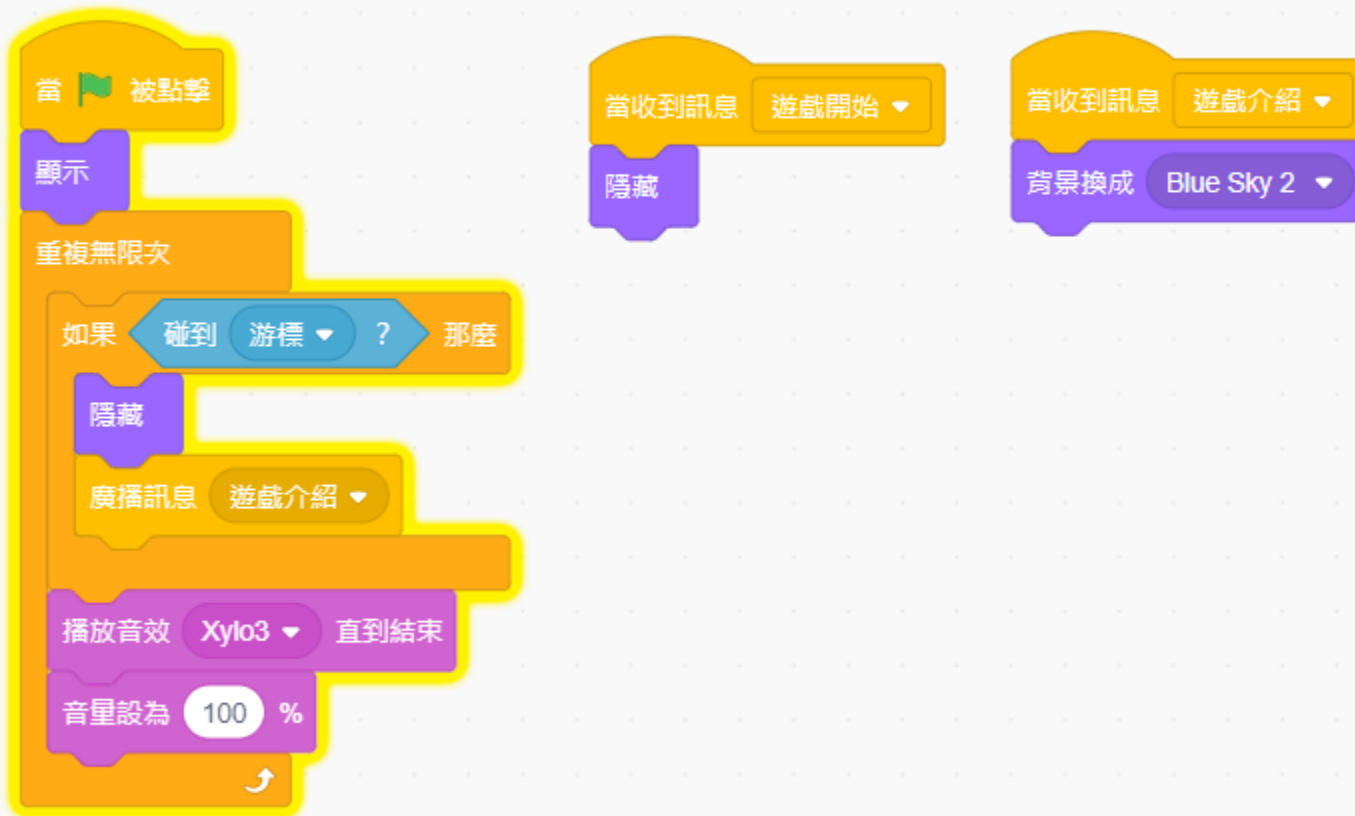 當 被點擊
顯示
重複無限次
如果 碰到 游標 ? 那麼
隱藏
廣播訊息 遊戲介紹
播放音效 Xylo3 直到結束
音量設為 100 %
當收到訊息 遊戲開始
隱藏
當收到訊息 遊戲介紹
背景換成 Blue Sky 2